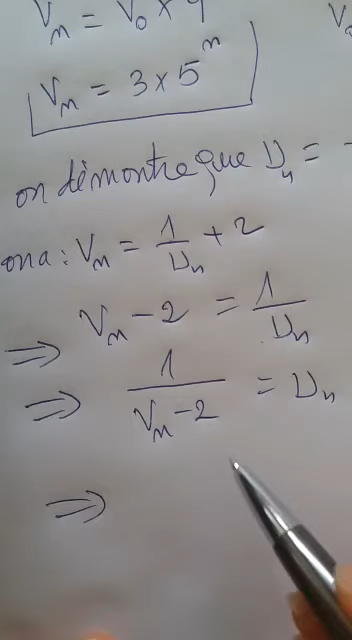 Vn = V0 × q
Vn = 3 × 5^n
on démontre que Un =
on a : Vn = 1/Un + 2
⇒ Vn - 2 = 1/Un
⇒ 1/(Vn - 2) = Un
⇒